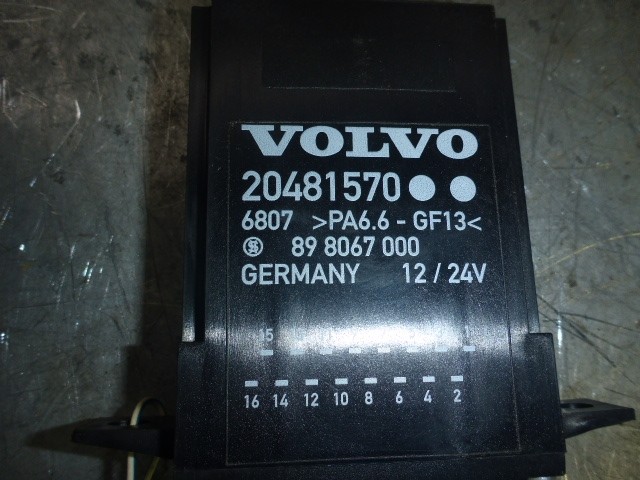 VOLVO
20481570
6807 >PA6.6 - GF13<
89 8067 000
GERMANY 12 / 24V
15 1
16 14 12 10 8 6 4 2